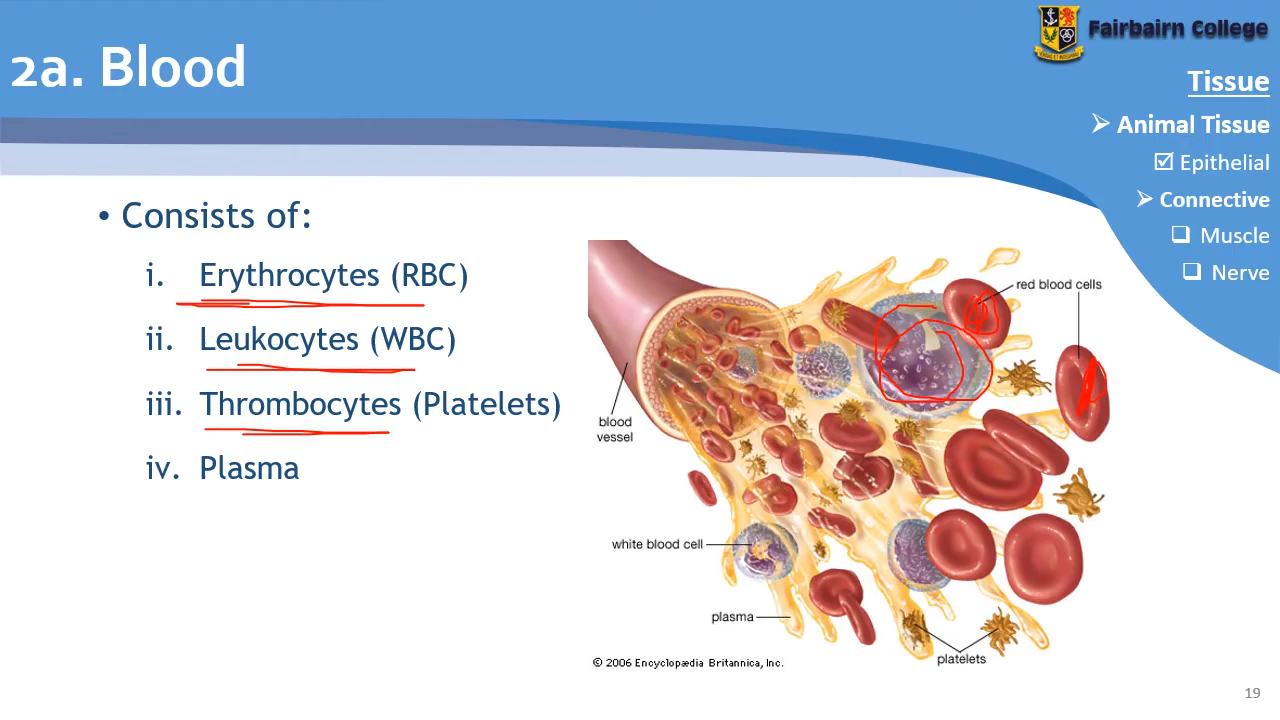 2a. Blood
Fairbairn College
Tissue
Animal Tissue
Epithelial
Connective
Muscle
Nerve
• Consists of:
i. Erythrocytes (RBC)
ii. Leukocytes (WBC)
iii. Thrombocytes (Platelets)
iv. Plasma
red blood cells
blood
vessel
white blood cell
plasma
platelets
© 2006 Encyclopædia Britannica, Inc.
19